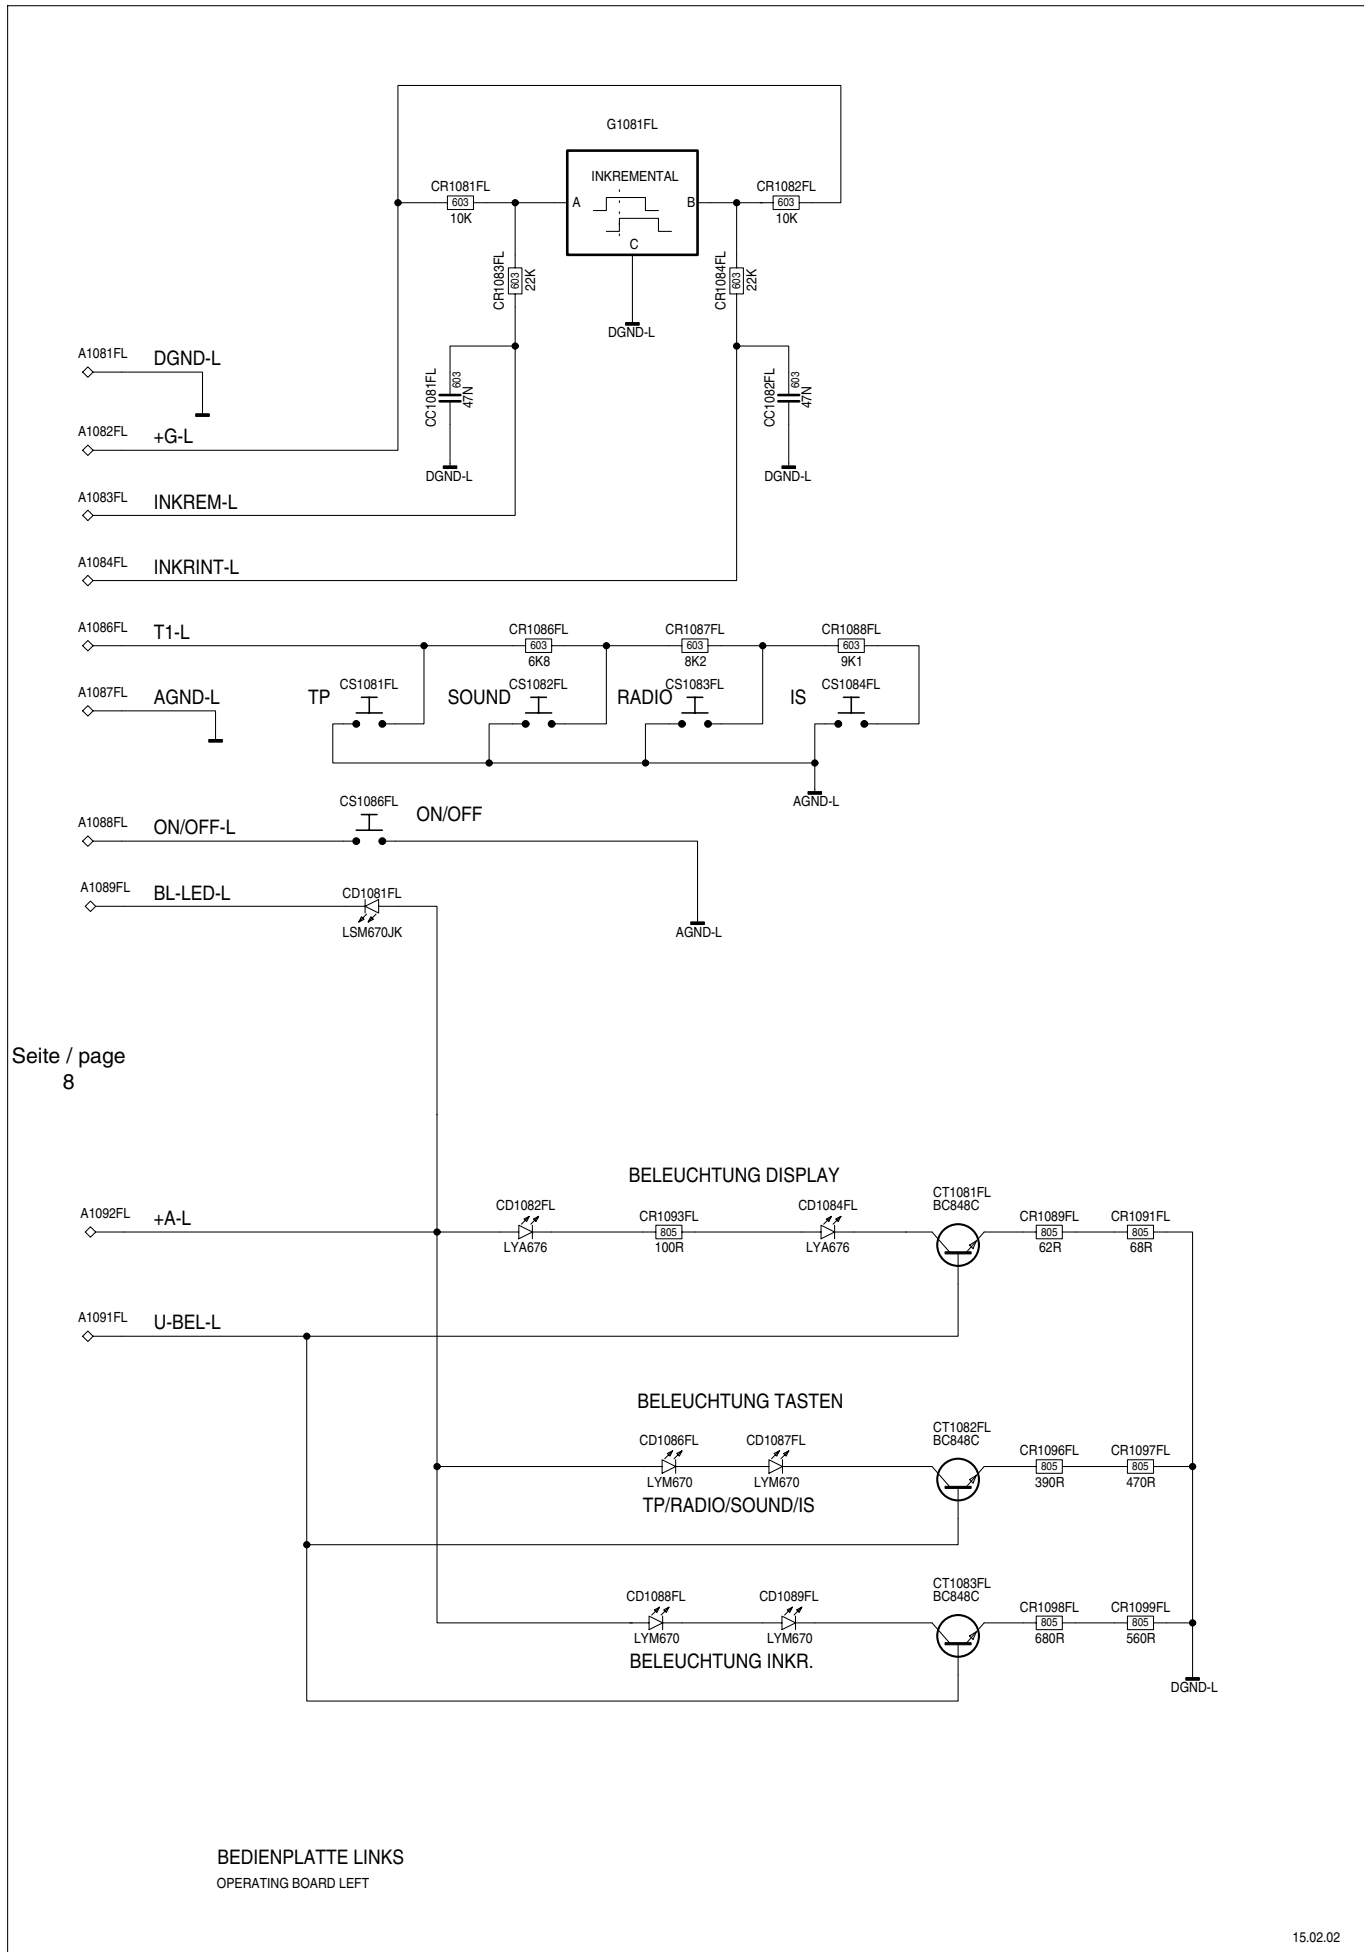 G1081FL
INKREMENTAL
CR1081FL
603
10K
A
B
C
CR1082FL
603
10K
CR1083FL
603
22K
CR1084FL
603
22K
DGND-L
A1081FL
DGND-L
CC1081FL
603
47N
CC1082FL
603
47N
A1082FL
+G-L
DGND-L
DGND-L
A1083FL
INKREM-L
A1084FL
INKRINT-L
A1086FL
T1-L
CR1086FL
603
6K8
CR1087FL
603
8K2
CR1088FL
603
9K1
A1087FL
AGND-L
TP
CS1081FL
SOUND
CS1082FL
RADIO
CS1083FL
IS
CS1084FL
AGND-L
A1088FL
ON/OFF-L
CS1086FL
ON/OFF
A1089FL
BL-LED-L
CD1081FL
LSM670JK
AGND-L
Seite / page
8
BELEUCHTUNG DISPLAY
A1092FL
+A-L
CD1082FL
LYA676
CR1093FL
805
100R
CD1084FL
LYA676
CT1081FL
BC848C
CR1089FL
805
62R
CR1091FL
805
68R
A1091FL
U-BEL-L
BELEUCHTUNG TASTEN
CD1086FL
LYM670
CD1087FL
LYM670
TP/RADIO/SOUND/IS
CT1082FL
BC848C
CR1096FL
805
390R
CR1097FL
805
470R
CD1088FL
LYM670
CD1089FL
LYM670
BELEUCHTUNG INKR.
CT1083FL
BC848C
CR1098FL
805
680R
CR1099FL
805
560R
DGND-L
BEDIENPLATTE LINKS
OPERATING BOARD LEFT
15.02.02